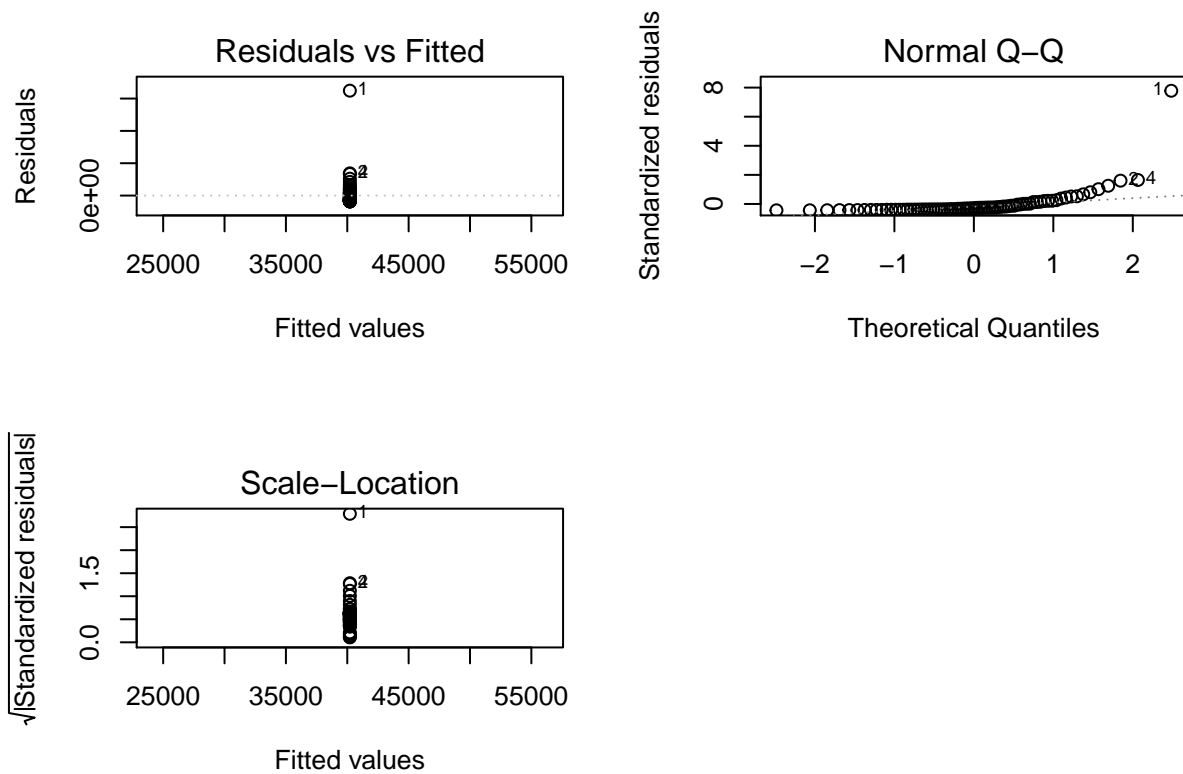 Residuals vs Fitted
Residuals
0e+00
1
25000 35000 45000 55000
Fitted values
Normal Q−Q
Standardized residuals
0 4 8
1
2 4
−2 −1 0 1 2
Theoretical Quantiles
Scale−Location
√|Standardized residuals|
0.0 1.5
1
25000 35000 45000 55000
Fitted values